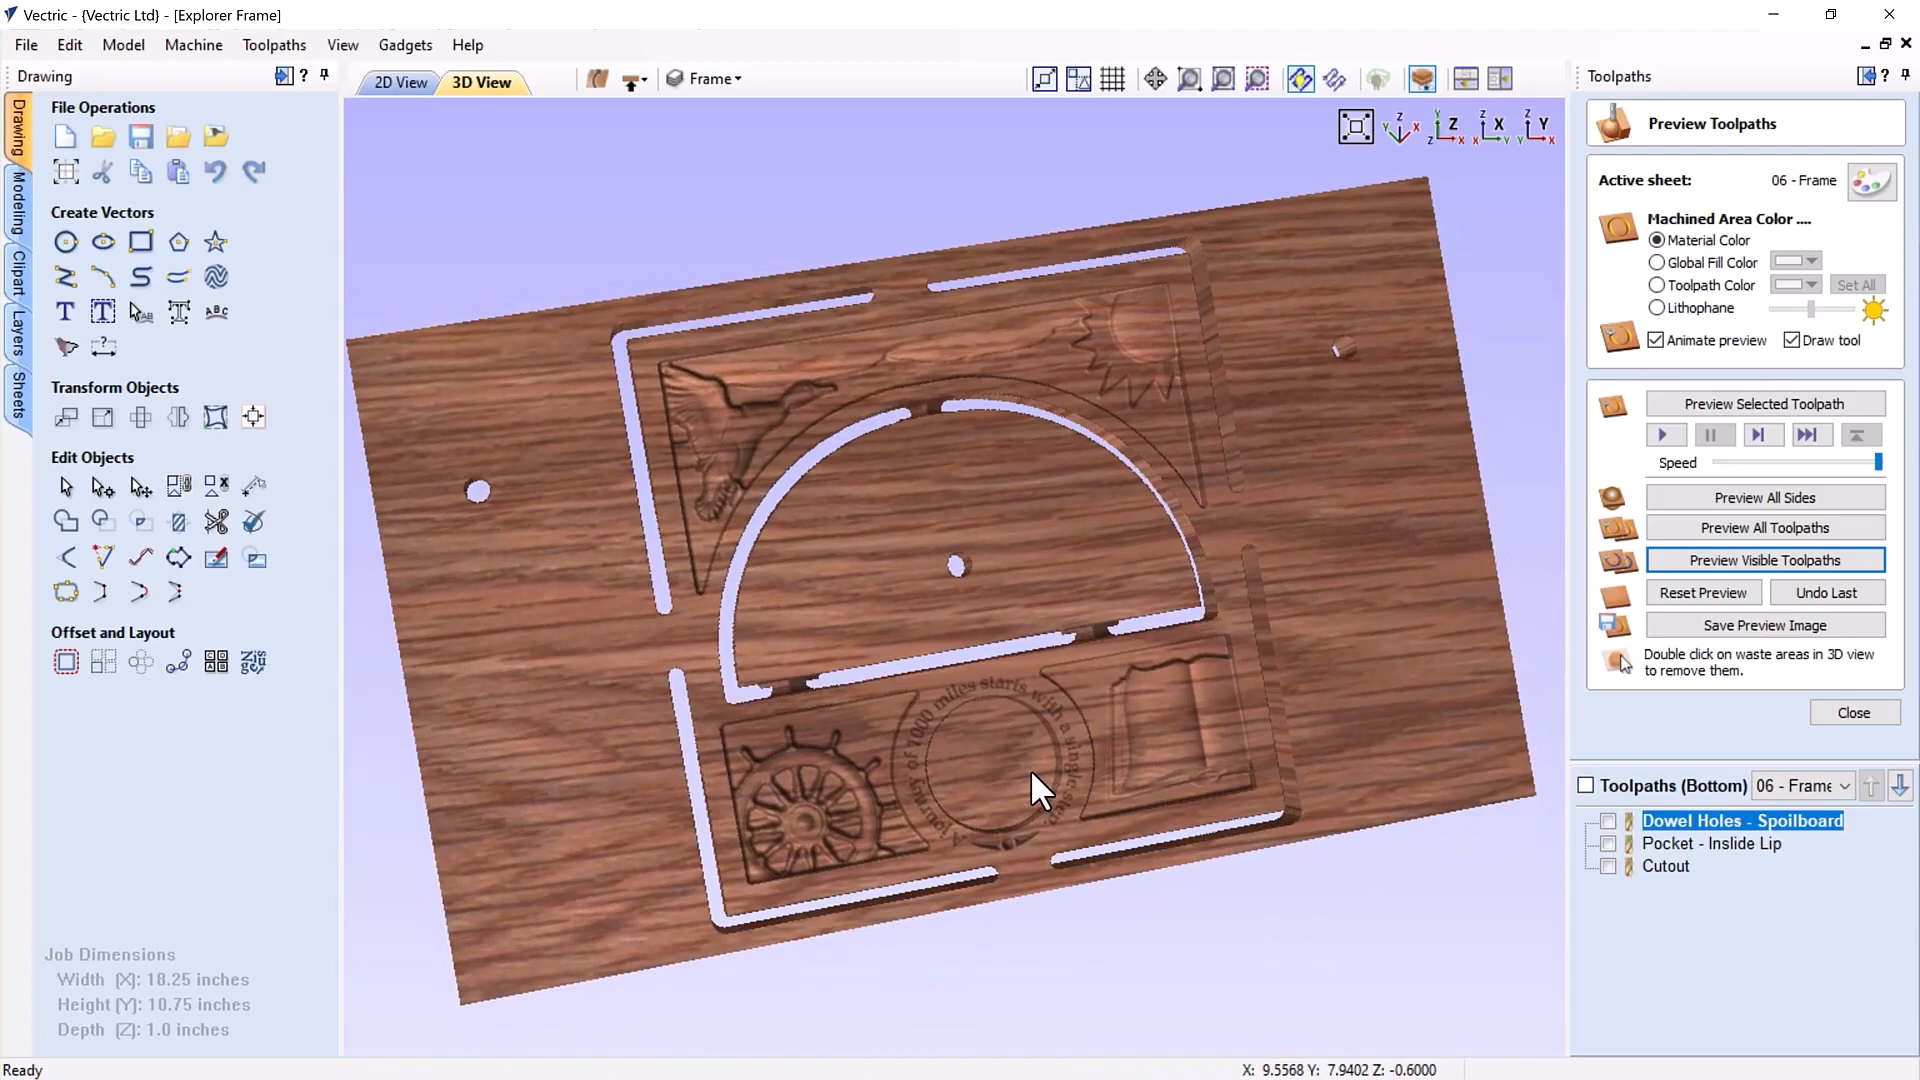 Vectric - {Vectric Ltd} - [Explorer Frame]
File Edit Model Machine Toolpaths View Gadgets Help
Drawing
2D View 3D View
Frame
Toolpaths
Drawing
Modeling
Clipart
Layers
Sheets
File Operations
Create Vectors
Transform Objects
Edit Objects
Offset and Layout
Job Dimensions
Width (X): 18.25 inches
Height (Y): 10.75 inches
Depth (Z): 1.0 inches
A journey of 1000 miles starts with a single step
Preview Toolpaths
Active sheet: 06 - Frame
Machined Area Color ....
Material Color
Global Fill Color
Toolpath Color Set All
Lithophane
Animate preview Draw tool
Preview Selected Toolpath
Speed
Preview All Sides
Preview All Toolpaths
Preview Visible Toolpaths
Reset Preview Undo Last
Save Preview Image
Double click on waste areas in 3D view
to remove them.
Close
Toolpaths (Bottom) 06 - Frame
Dowel Holes - Spoilboard
Pocket - Inslide Lip
Cutout
Ready
X: 9.5568 Y: 7.9402 Z: -0.6000